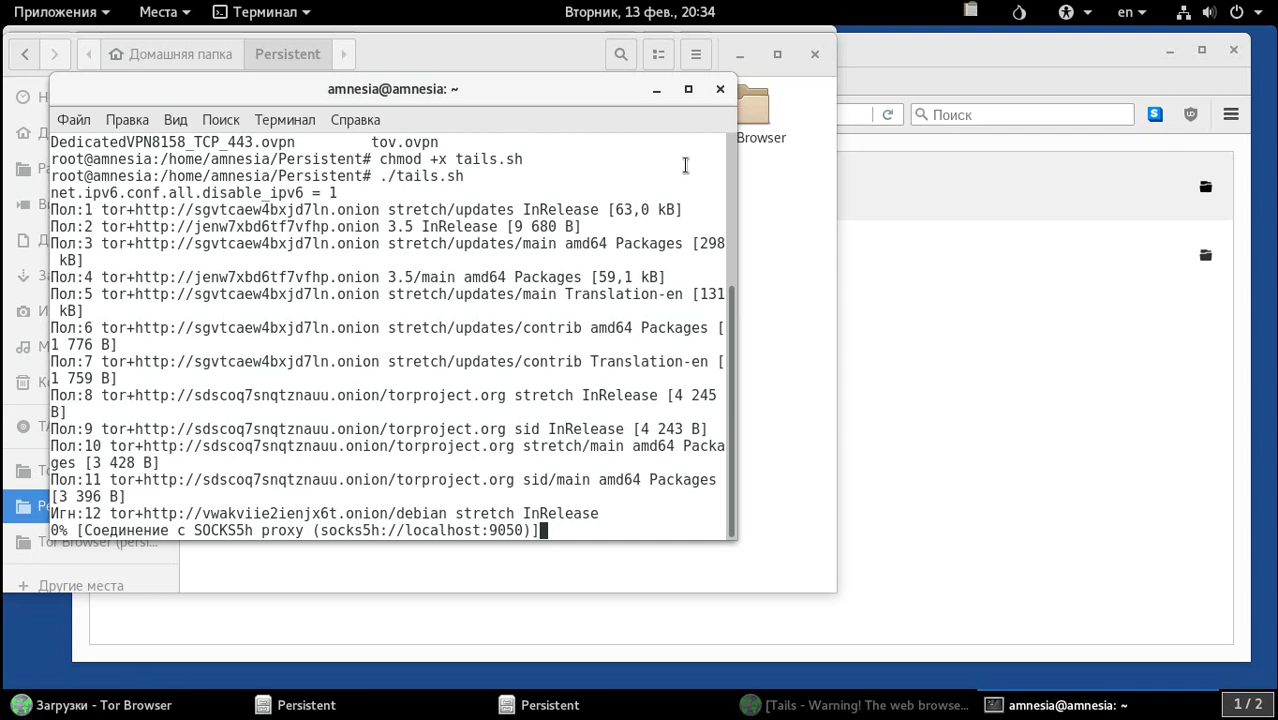 Приложения Места Терминал Вторник, 13 фев., 20:34 en
Домашняя папка Persistent
amnesia@amnesia: ~
Файл Правка Вид Поиск Терминал Справка
Поиск
Browser
DedicatedVPN8158_TCP_443.ovpn tov.ovpn
root@amnesia:/home/amnesia/Persistent# chmod +x tails.sh
root@amnesia:/home/amnesia/Persistent# ./tails.sh
net.ipv6.conf.all.disable_ipv6 = 1
Пол:1 tor+http://sgvtcaew4bxjd7ln.onion stretch/updates InRelease [63,0 kB]
Пол:2 tor+http://jenw7xbd6tf7vfhp.onion 3.5 InRelease [9 680 B]
Пол:3 tor+http://sgvtcaew4bxjd7ln.onion stretch/updates/main amd64 Packages [298
kB]
Пол:4 tor+http://jenw7xbd6tf7vfhp.onion 3.5/main amd64 Packages [59,1 kB]
Пол:5 tor+http://sgvtcaew4bxjd7ln.onion stretch/updates/main Translation-en [131
kB]
Пол:6 tor+http://sgvtcaew4bxjd7ln.onion stretch/updates/contrib amd64 Packages [
1 776 B]
Пол:7 tor+http://sgvtcaew4bxjd7ln.onion stretch/updates/contrib Translation-en [
1 759 B]
Пол:8 tor+http://sdscoq7snqtznauu.onion/torproject.org stretch InRelease [4 245
B]
Пол:9 tor+http://sdscoq7snqtznauu.onion/torproject.org sid InRelease [4 243 B]
Пол:10 tor+http://sdscoq7snqtznauu.onion/torproject.org stretch/main amd64 Packa
ges [3 428 B]
Пол:11 tor+http://sdscoq7snqtznauu.onion/torproject.org sid/main amd64 Packages
[3 396 B]
Игн:12 tor+http://vwakviie2ienjx6t.onion/debian stretch InRelease
0% [Соединение с SOCKS5h proxy (socks5h://localhost:9050)]
Tor Browser (persi...
Другие места
Загрузки - Tor Browser Persistent Persistent [Tails - Warning! The web browse... amnesia@amnesia: ~ 1 / 2